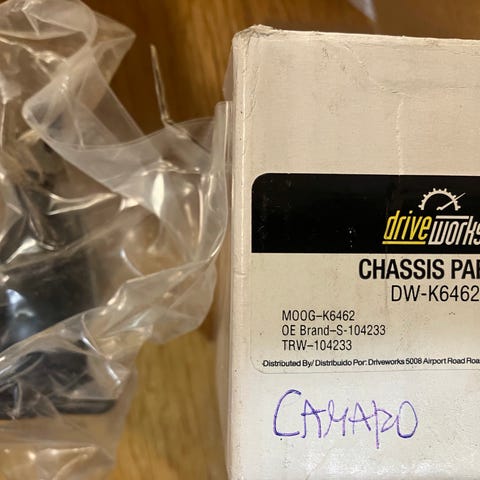 driveworks
CHASSIS PA
DW-K6462
MOOG-K6462
OE Brand-S-104233
TRW-104233
Distributed By/ Distribuido Por: Driveworks 5008 Airport Road Roa
CAMARO